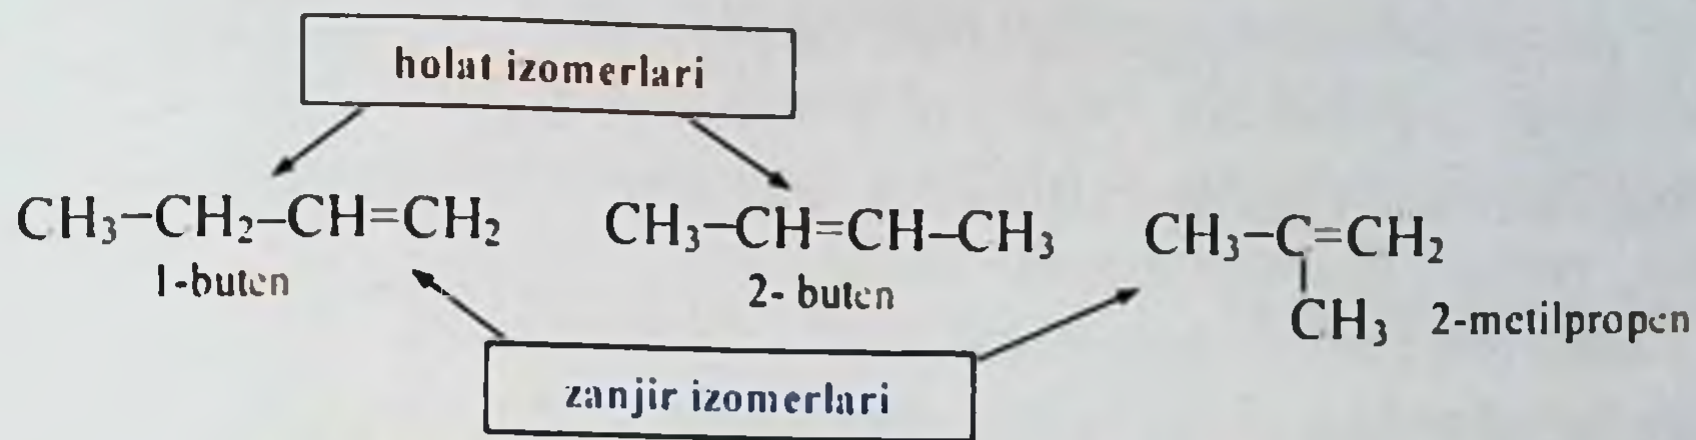 holat izomerlari
CH₃–CH₂–CH=CH₂ CH₃–CH=CH–CH₃ CH₃–C=CH₂
1-buten 2- buten
CH₃ 2-metilpropen
zanjir izomerlari